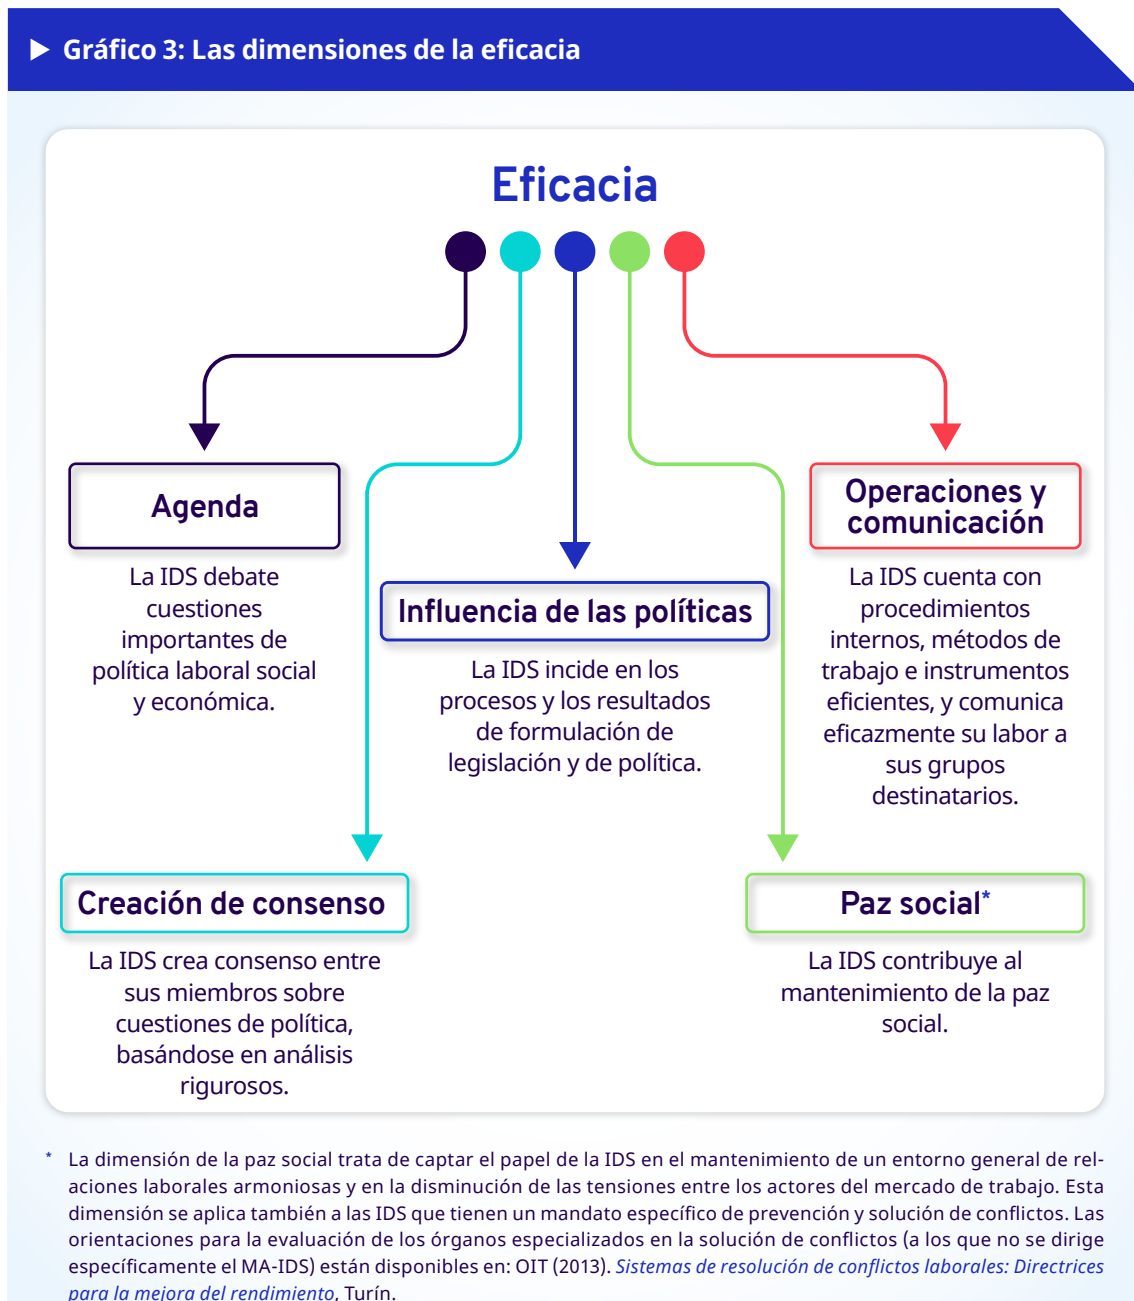 Gráfico 3: Las dimensiones de la eficacia
Eficacia
Agenda
La IDS debate
cuestiones
importantes de
política laboral social
y económica.
Creación de consenso
La IDS crea consenso entre
sus miembros sobre
cuestiones de política,
basándose en análisis
rigurosos.
Influencia de las políticas
La IDS incide en los
procesos y los resultados
de formulación de
legislación y de política.
Paz social*
La IDS contribuye al
mantenimiento de la paz
social.
Operaciones y
comunicación
La IDS cuenta con
procedimientos
internos, métodos de
trabajo e instrumentos
eficientes, y comunica
eficazmente su labor a
sus grupos
destinatarios.
* La dimensión de la paz social trata de captar el papel de la IDS en el mantenimiento de un entorno general de rel-
aciones laborales armoniosas y en la disminución de las tensiones entre los actores del mercado de trabajo. Esta
dimensión se aplica también a las IDS que tienen un mandato específico de prevención y solución de conflictos. Las
orientaciones para la evaluación de los órganos especializados en la solución de conflictos (a los que no se dirige
específicamente el MA-IDS) están disponibles en: OIT (2013). Sistemas de resolución de conflictos laborales: Directrices
para la mejora del rendimiento, Turín.